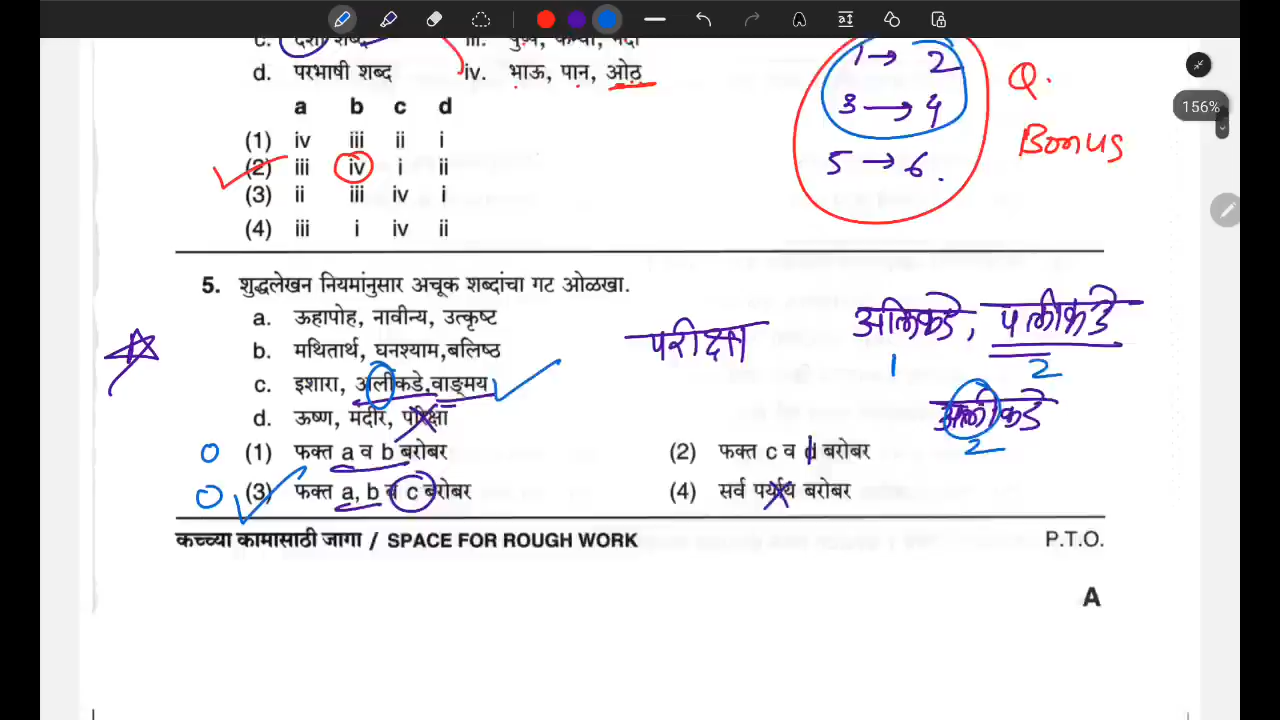 c. देशी शब्द iii. पुष्प, कन्या, नदी
d. परभाषी शब्द iv. भाऊ, पान, ओठ
a b c d
(1) iv iii ii i
(2) iii iv i ii
(3) ii iii iv i
(4) iii i iv ii
1 → 2
3 → 4
5 → 6.
Q.
Bonus
156%
5. शुद्धलेखन नियमांनुसार अचूक शब्दांचा गट ओळखा.
a. ऊहापोह, नावीन्य, उत्कृष्ट
b. मथितार्थ, घनश्याम,बलिष्ठ
c. इशारा, अलीकडे,वाङ्मय
d. ऊष्ण, मंदीर, परिक्षा
परीक्षा
अलिकडे, पलीकडे
1 2
अलीकडे
2
(1) फक्त a व b बरोबर (2) फक्त c व d बरोबर
(3) फक्त a, b व c बरोबर (4) सर्व पर्याय बरोबर
कच्च्या कामासाठी जागा / SPACE FOR ROUGH WORK P.T.O.
A